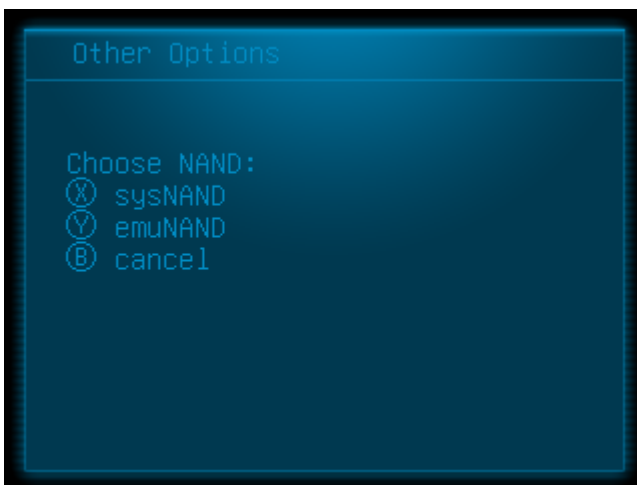 Other Options
Choose NAND:
Ⓧ sysNAND
Ⓨ emuNAND
Ⓑ cancel